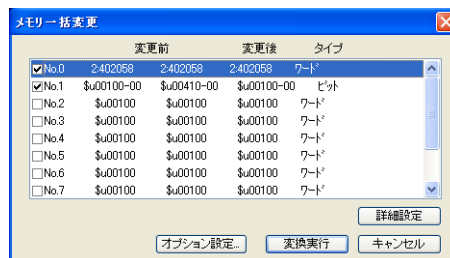 メモリ一括変更
変更前 変更後 タイプ
No.0 2:402058 2:402058 2:402058 ワード
No.1 $u00100-00 $u00410-00 $u00100-00 ビット
No.2 $u00100 $u00100 $u00100 ワード
No.3 $u00100 $u00100 $u00100 ワード
No.4 $u00100 $u00100 $u00100 ワード
No.5 $u00100 $u00100 $u00100 ワード
No.6 $u00100 $u00100 $u00100 ワード
No.7 $u00100 $u00100 $u00100 ワード
詳細設定
オプション設定... 変換実行 キャンセル